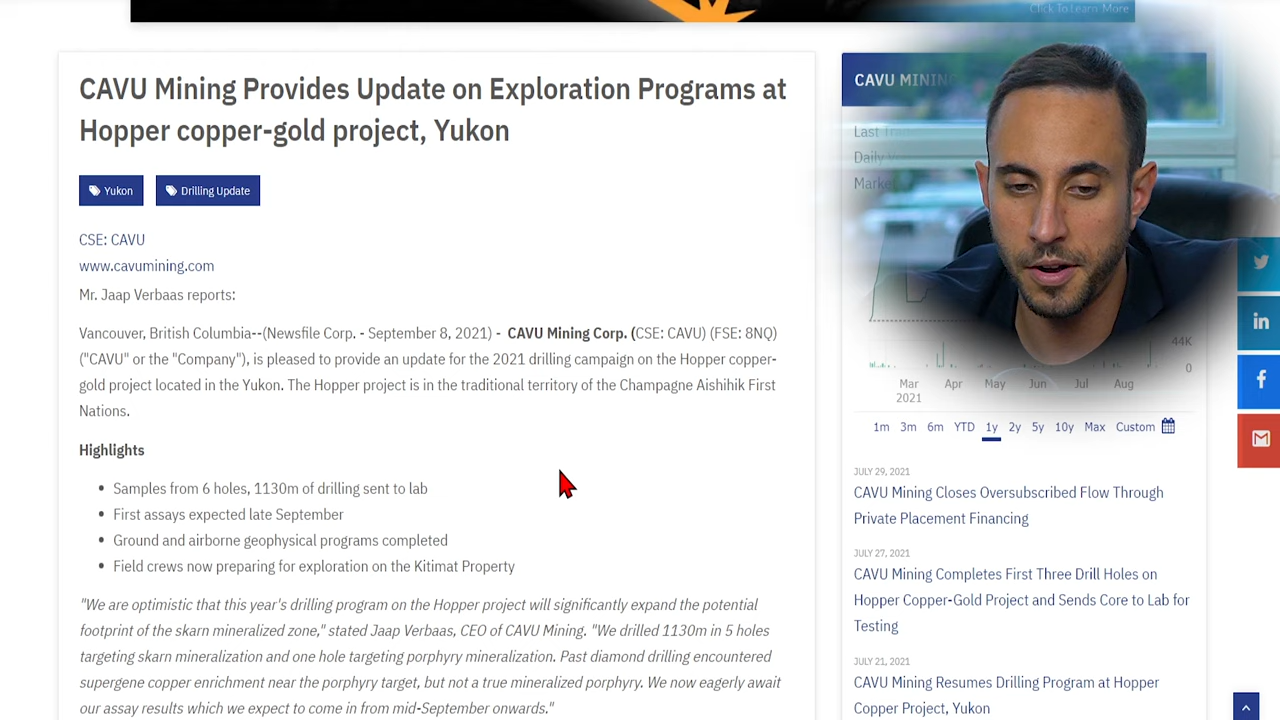 Click To Learn More
CAVU Mining Provides Update on Exploration Programs at
Hopper copper-gold project, Yukon
Yukon
Drilling Update
CSE: CAVU
www.cavumining.com
Mr. Jaap Verbaas reports:
Vancouver, British Columbia--(Newsfile Corp. - September 8, 2021) - CAVU Mining Corp. (CSE: CAVU) (FSE: 8NQ)
("CAVU" or the "Company"), is pleased to provide an update for the 2021 drilling campaign on the Hopper copper-
gold project located in the Yukon. The Hopper project is in the traditional territory of the Champagne Aishihik First
Nations.
Highlights
• Samples from 6 holes, 1130m of drilling sent to lab
• First assays expected late September
• Ground and airborne geophysical programs completed
• Field crews now preparing for exploration on the Kitimat Property
"We are optimistic that this year's drilling program on the Hopper project will significantly expand the potential
footprint of the skarn mineralized zone," stated Jaap Verbaas, CEO of CAVU Mining. "We drilled 1130m in 5 holes
targeting skarn mineralization and one hole targeting porphyry mineralization. Past diamond drilling encountered
supergene copper enrichment near the porphyry target, but not a true mineralized porphyry. We now eagerly await
our assay results which we expect to come in from mid-September onwards."
CAVU MINING
Last
Daily
Market
44K
0
Mar Apr May Jun Jul Aug
2021
1m 3m 6m YTD 1y 2y 5y 10y Max Custom
JULY 29, 2021
CAVU Mining Closes Oversubscribed Flow Through
Private Placement Financing
JULY 27, 2021
CAVU Mining Completes First Three Drill Holes on
Hopper Copper-Gold Project and Sends Core to Lab for
Testing
JULY 21, 2021
CAVU Mining Resumes Drilling Program at Hopper
Copper Project, Yukon